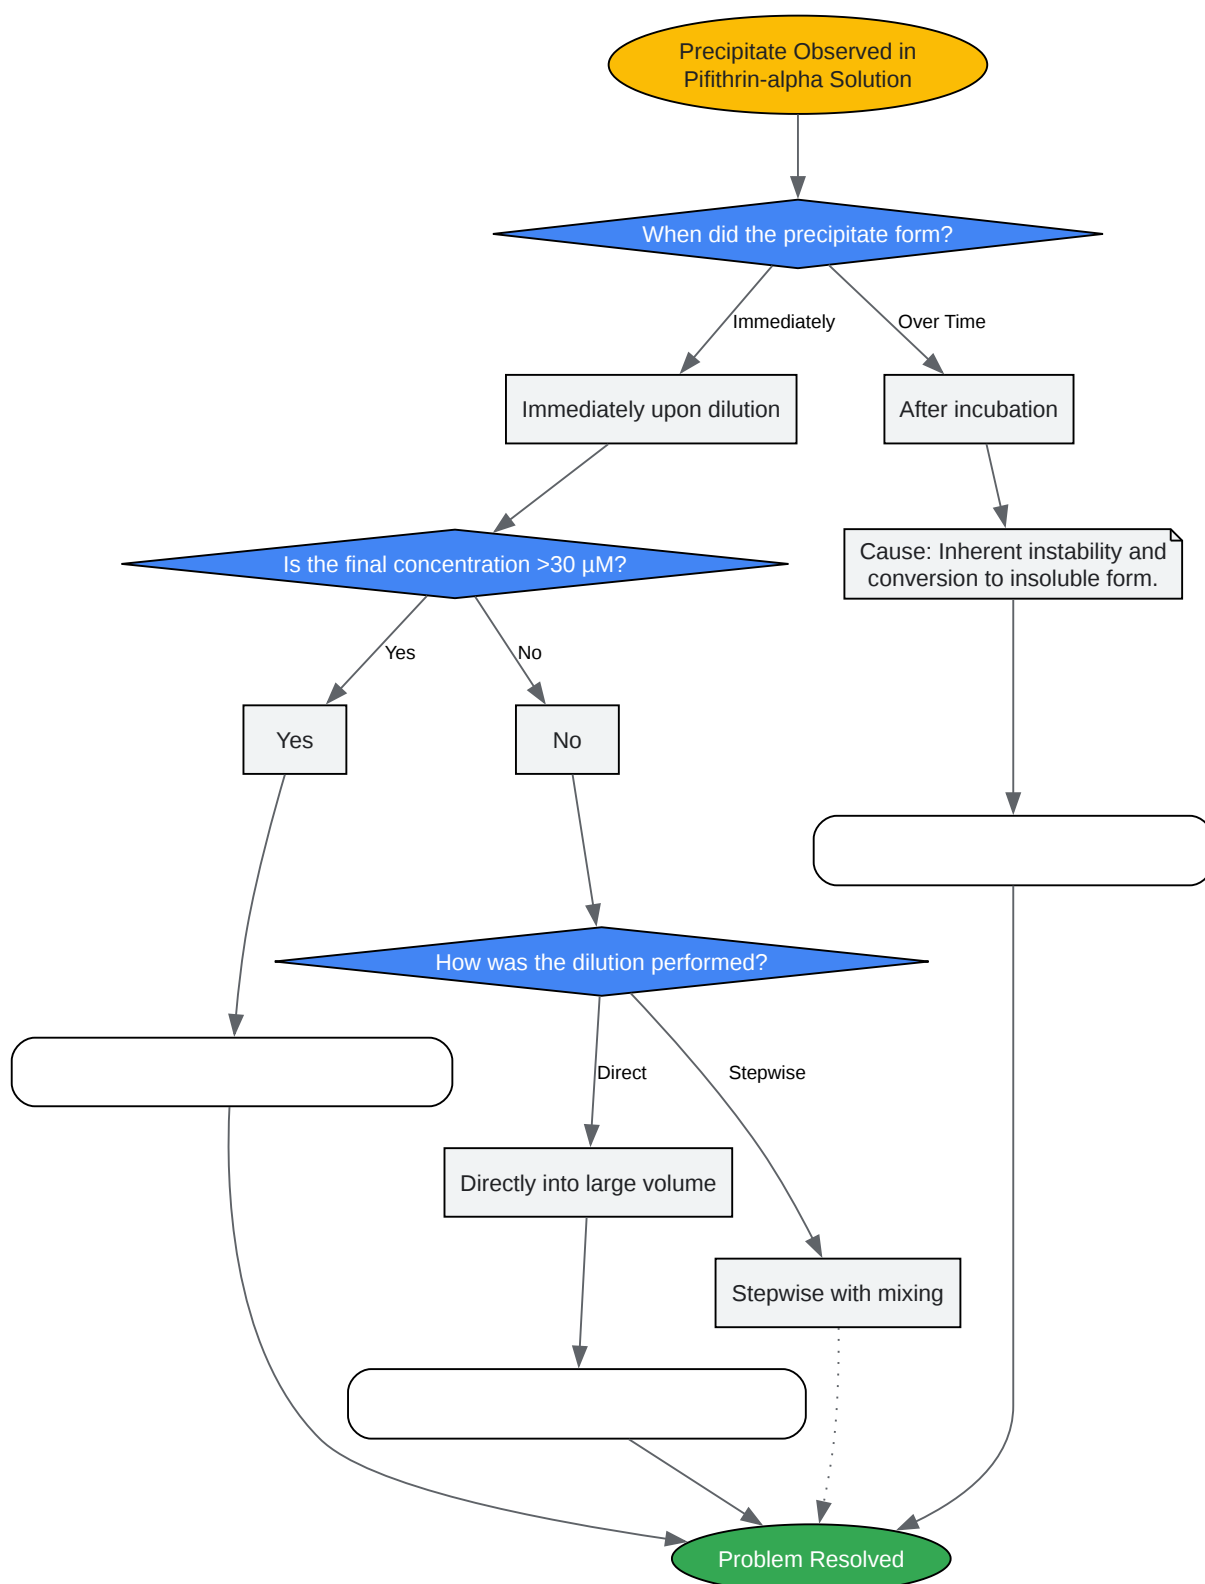 Precipitate Observed in
Pifithrin-alpha Solution
When did the precipitate form?
Immediately
Over Time
Immediately upon dilution
After incubation
Is the final concentration >30 µM?
Cause: Inherent instability and
conversion to insoluble form.
Yes
No
Yes
No
How was the dilution performed?
Direct
Stepwise
Directly into large volume
Stepwise with mixing
Problem Resolved